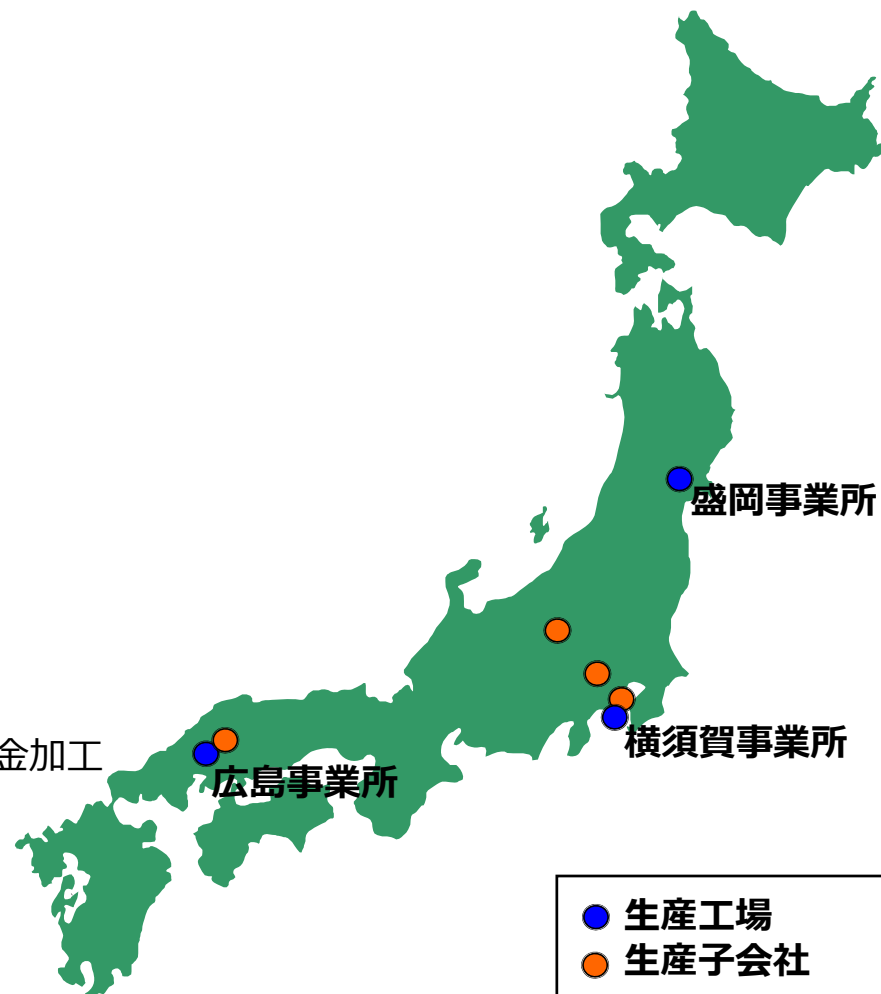 盛岡事業所
横須賀事業所
金加工
広島事業所
生産工場
生産子会社